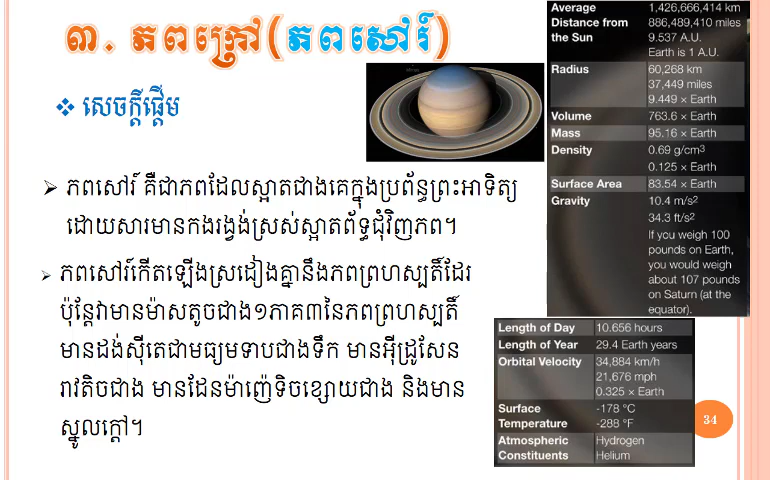 ៣. ភពក្រៅ(ភពសៅរ៍)
សេចក្តីផ្តើម
ភពសៅរ៍ គឺជាភពដែលស្អាតជាងគេក្នុងប្រព័ន្ធព្រះអាទិត្យ
ដោយសារមានកងរង្វង់ស្រស់ស្អាតព័ទ្ធជុំវិញភព។
ភពសៅរ៍កើតឡើងស្រដៀងគ្នានឹងភពព្រហស្បតិ៍ដែរ
ប៉ុន្តែវាមានម៉ាសតូចជាង១ភាគ៣នៃភពព្រហស្បតិ៍
មានដង់ស៊ីតេជាមធ្យមទាបជាងទឹក មានអ៊ីដ្រូសែន
រាវតិចជាង មានដែនម៉ាញ៉េទិចខ្សោយជាង និងមាន
ស្នូលក្តៅ។
Average 1,426,666,414 km
Distance from 886,489,410 miles
the Sun 9.537 A.U.
Earth is 1 A.U.
Radius 60,268 km
37,449 miles
9.449 × Earth
Volume 763.6 × Earth
Mass 95.16 × Earth
Density 0.69 g/cm³
0.125 × Earth
Surface Area 83.54 × Earth
Gravity 10.4 m/s²
34.3 ft/s²
If you weigh 100
pounds on Earth,
you would weigh
about 107 pounds
on Saturn (at the
equator).
Length of Day 10.656 hours
Length of Year 29.4 Earth years
Orbital Velocity 34,884 km/h
21,676 mph
0.325 × Earth
Surface -178 °C
Temperature -288 °F
Atmospheric Hydrogen
Constituents Helium
34